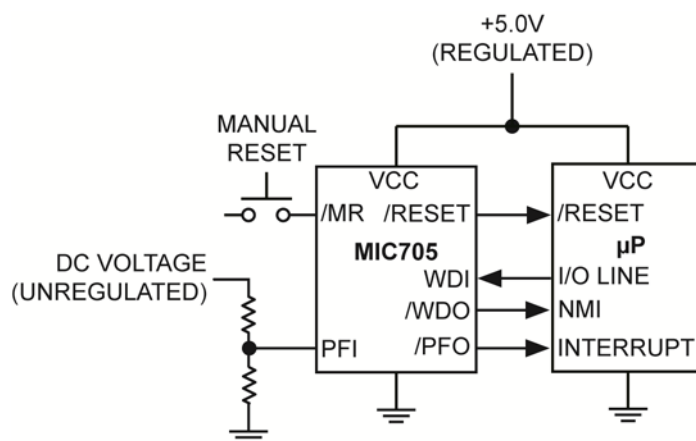 +5.0V
(REGULATED)
MANUAL
RESET
VCC
VCC
/MR
/RESET
/RESET
MIC705
µP
DC VOLTAGE
(UNREGULATED)
WDI
I/O LINE
/WDO
NMI
PFI
/PFO
INTERRUPT